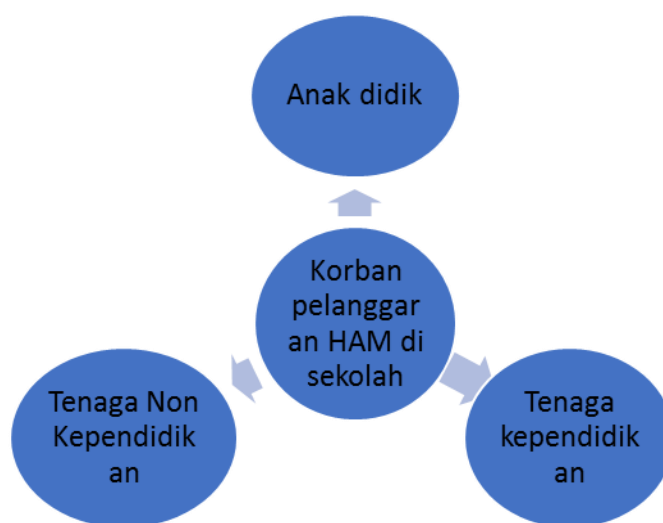 Anak didik
Korban
pelanggar
an HAM di
sekolah
Tenaga Non
Kependidik
an
Tenaga
kependidik
an